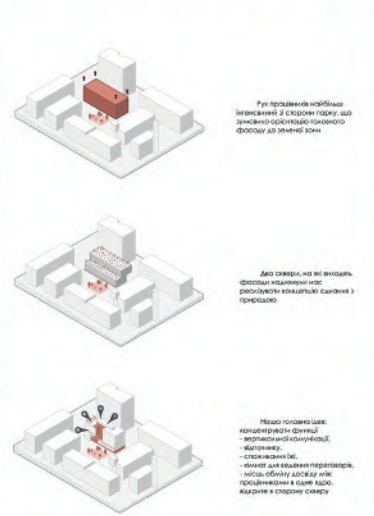 Рух працівників найбільш
інтенсивний зі сторони парку, що
зумовило орієнтацію головного
фасаду до зеленої зони
Два сквери, на які виходять
фасади надихнули нас
реалізувати концепцію єднання з
природою
Наша головна ідея:
концентрувати функції
- вертикальної комунікації,
- відпочинку,
- споживання їжі,
- кімнат для ведення переговорів,
- місць обміну досвіду між
працівниками в одне ядро,
відкрите в сторону скверу